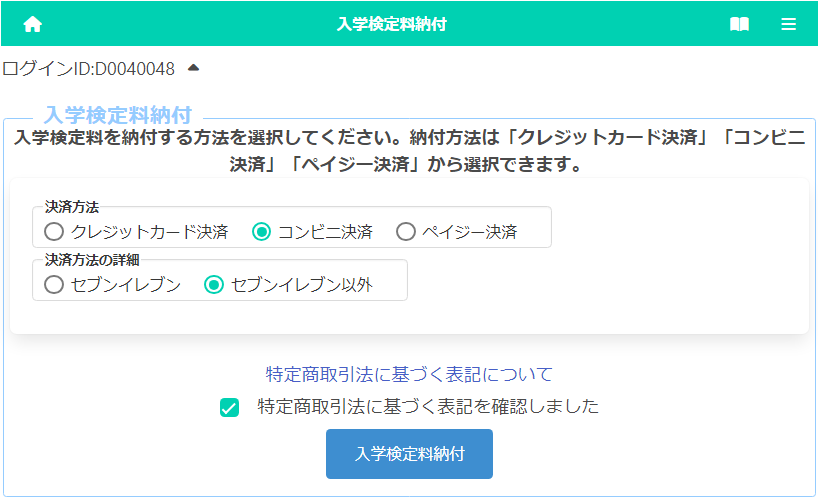 入学検定料納付
ログインID:D0040048
入学検定料納付
入学検定料を納付する方法を選択してください。納付方法は「クレジットカード決済」「コンビニ
決済」「ペイジー決済」から選択できます。
決済方法
クレジットカード決済 コンビニ決済 ペイジー決済
決済方法の詳細
セブンイレブン セブンイレブン以外
特定商取引法に基づく表記について
特定商取引法に基づく表記を確認しました
入学検定料納付